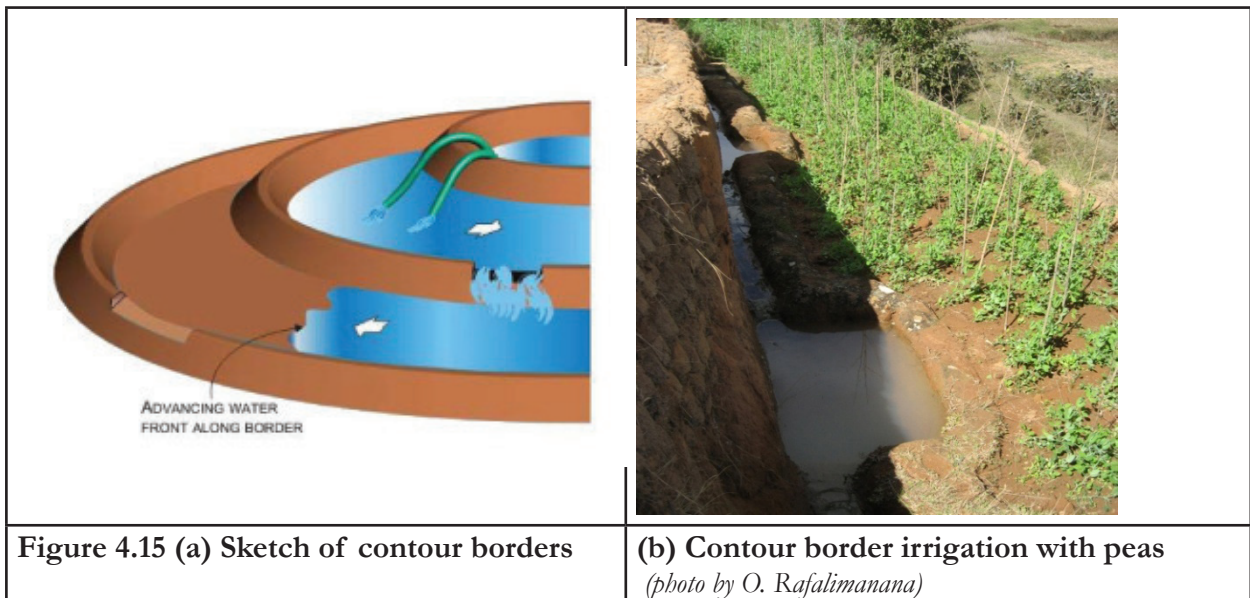 ADVANCING WATER
FRONT ALONG BORDER
Figure 4.15 (a) Sketch of contour borders
(b) Contour border irrigation with peas
(photo by O. Rafalimanana)